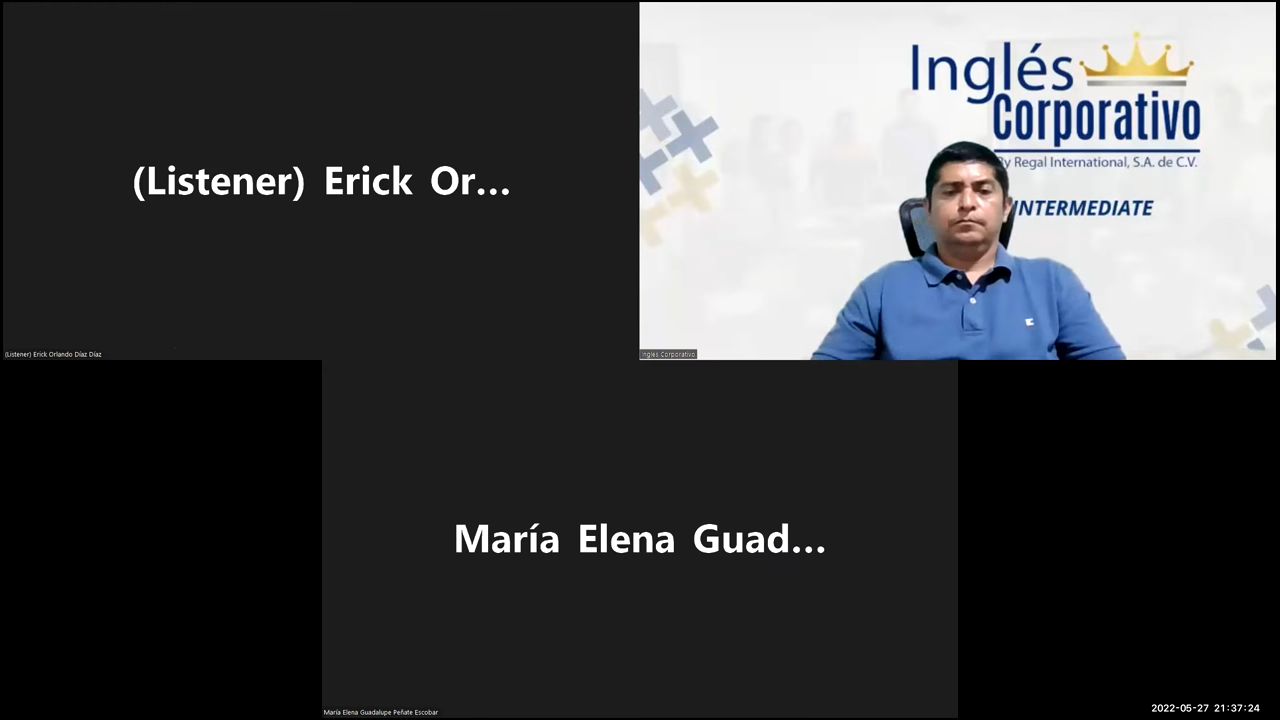 (Listener) Erick Or...
(Listener) Erick Orlando Díaz Díaz
Inglés
Corporativo
By Regal International, S.A. de C.V.
INTERMEDIATE
Inglés Corporativo
María Elena Guad...
María Elena Guadalupe Peñate Escobar
2022-05-27 21:37:24